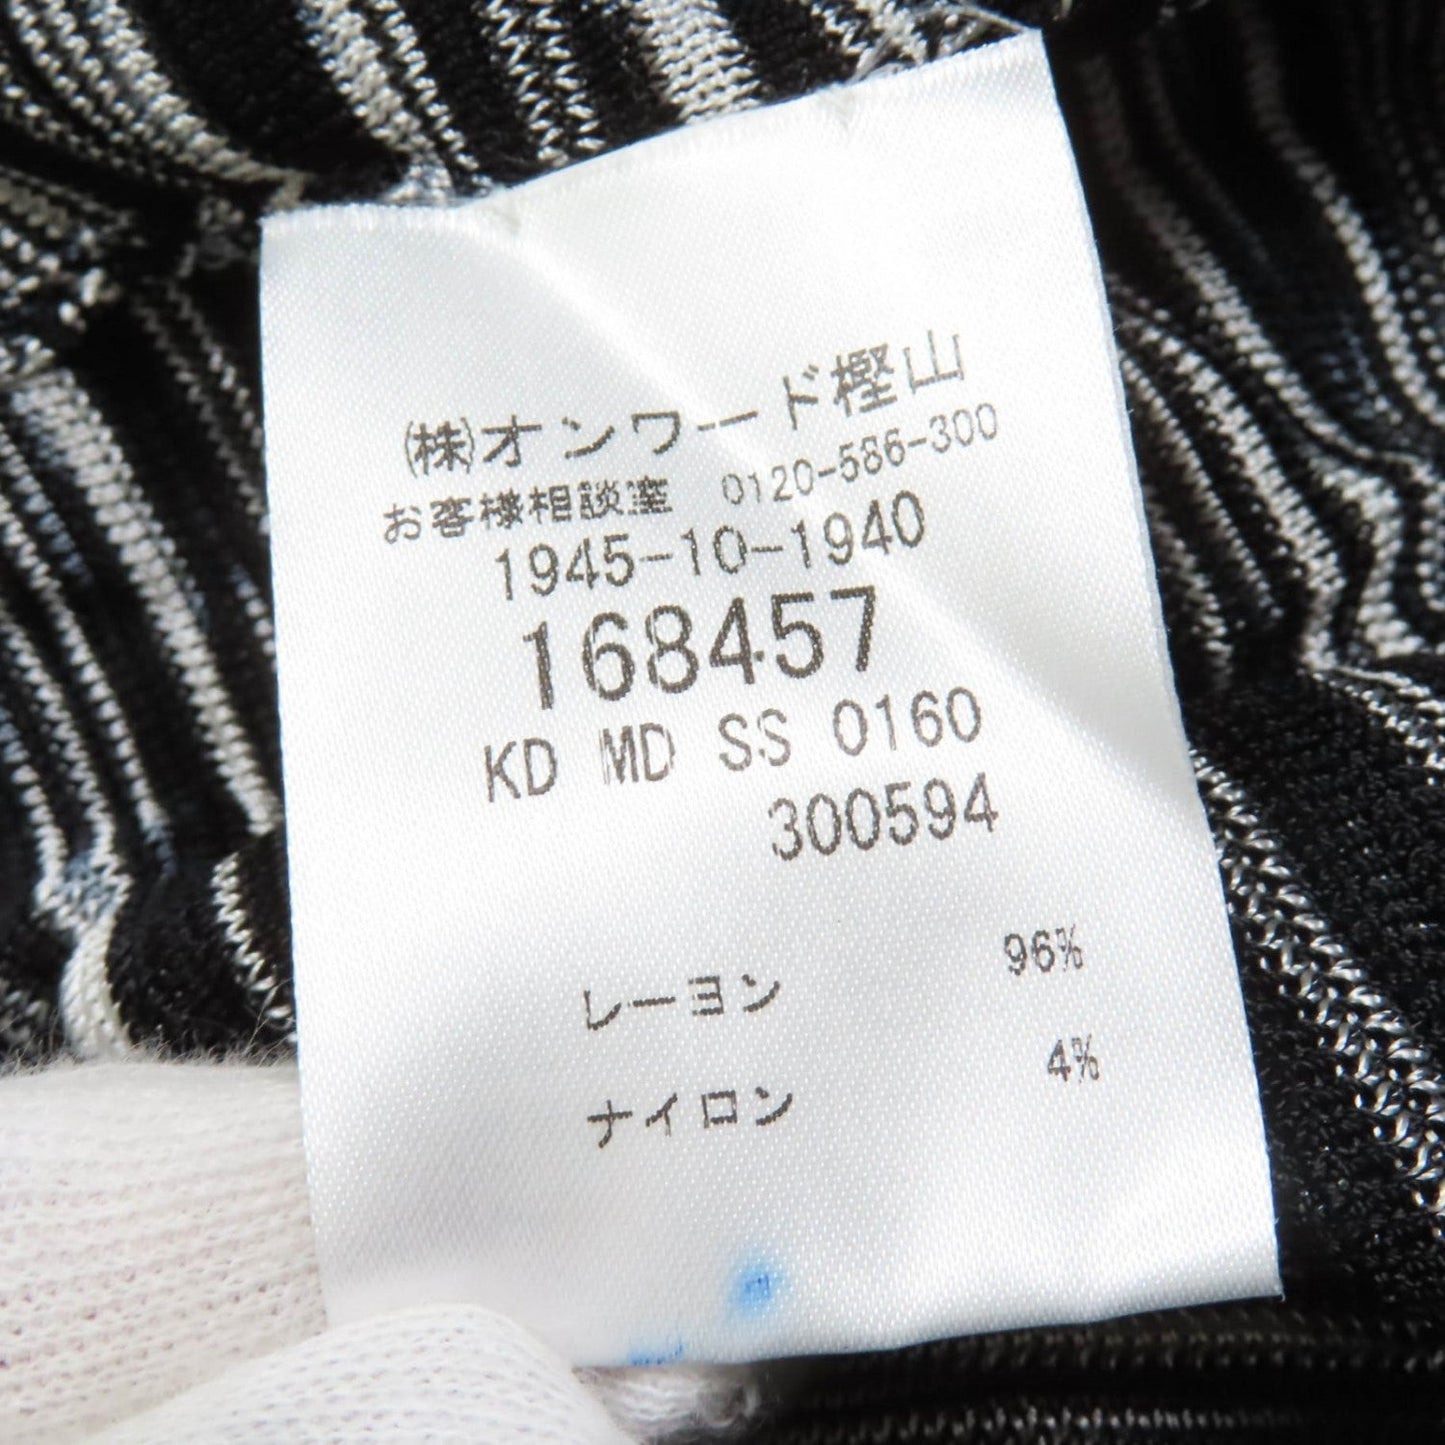 ㈱オンワード樫山
お客様相談室 0120-586-300
1945-10-1940
168457
KD MD SS 0160
300594
レーヨン 96%
ナイロン 4%